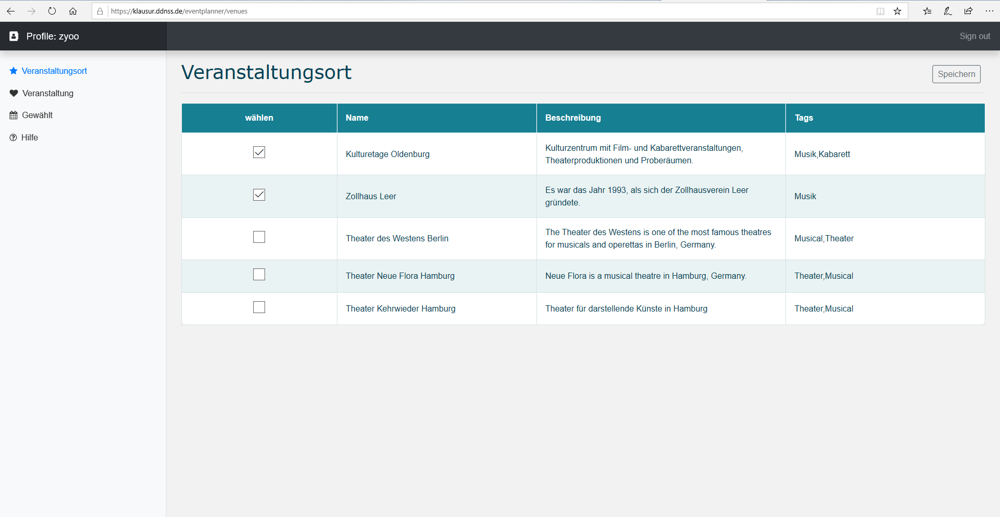 https://klausur.ddnss.de/eventplanner/venues
Profile: zyoo
Sign out
Veranstaltungsort
Veranstaltung
Gewählt
Hilfe
Veranstaltungsort
Speichern
wählen Name Beschreibung Tags
Kulturetage Oldenburg
Kulturzentrum mit Film- und Kabarettveranstaltungen,
Theaterproduktionen und Proberäumen.
Musik,Kabarett
Zollhaus Leer
Es war das Jahr 1993, als sich der Zollhausverein Leer
gründete.
Musik
Theater des Westens Berlin
The Theater des Westens is one of the most famous theatres
for musicals and operettas in Berlin, Germany.
Musical,Theater
Theater Neue Flora Hamburg
Neue Flora is a musical theatre in Hamburg, Germany.
Theater,Musical
Theater Kehrwieder Hamburg
Theater für darstellende Künste in Hamburg
Theater,Musical